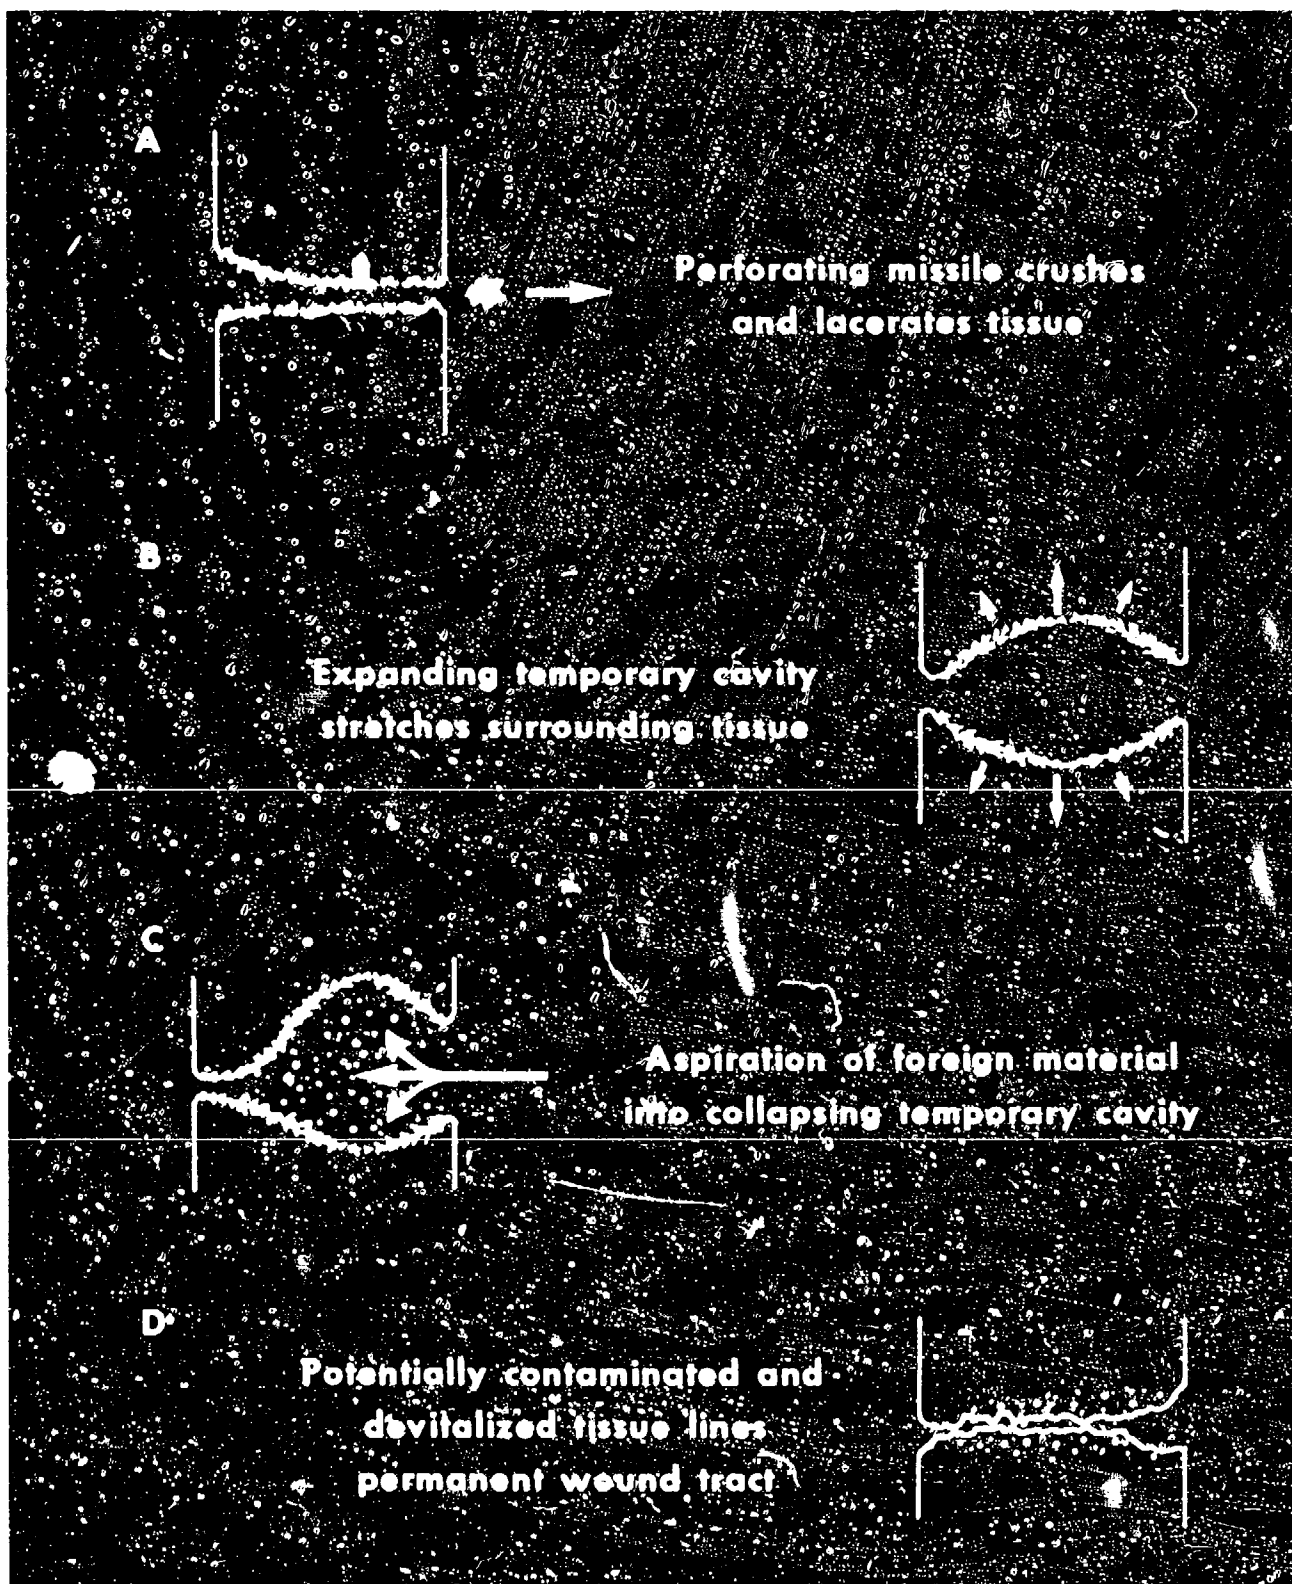 A
Perforating missile crushes
and lacerates tissue
B
Expanding temporary cavity
stretches surrounding tissue
C
Aspiration of foreign material
into collapsing temporary cavity
D
Potentially contaminated and
devitalized tissue lines
permanent wound tract